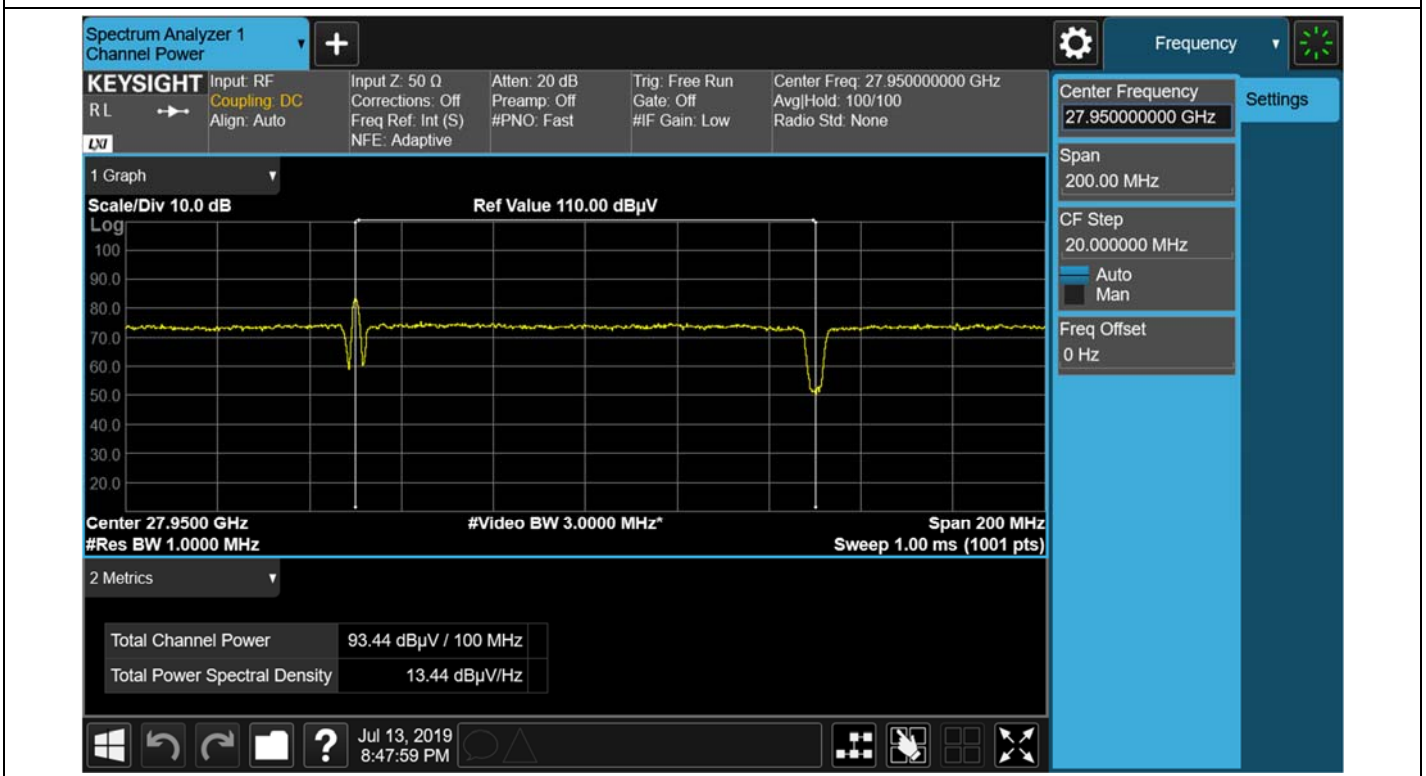 Spectrum Analyzer 1
Channel Power
Frequency
KEYSIGHT
R L
LXI
Input: RF
Coupling: DC
Align: Auto
Input Z: 50 Ω
Corrections: Off
Freq Ref: Int (S)
NFE: Adaptive
Atten: 20 dB
Preamp: Off
#PNO: Fast
Trig: Free Run
Gate: Off
#IF Gain: Low
Center Freq: 27.950000000 GHz
Avg|Hold: 100/100
Radio Std: None
Center Frequency
27.950000000 GHz
Settings
Span
200.00 MHz
CF Step
20.000000 MHz
Auto
Man
Freq Offset
0 Hz
1 Graph
Scale/Div 10.0 dB
Ref Value 110.00 dBµV
Log
100
90.0
80.0
70.0
60.0
50.0
40.0
30.0
20.0
Center 27.9500 GHz
#Video BW 3.0000 MHz*
Span 200 MHz
#Res BW 1.0000 MHz
Sweep 1.00 ms (1001 pts)
2 Metrics
Total Channel Power 93.44 dBµV / 100 MHz
Total Power Spectral Density 13.44 dBµV/Hz
?
Jul 13, 2019
8:47:59 PM